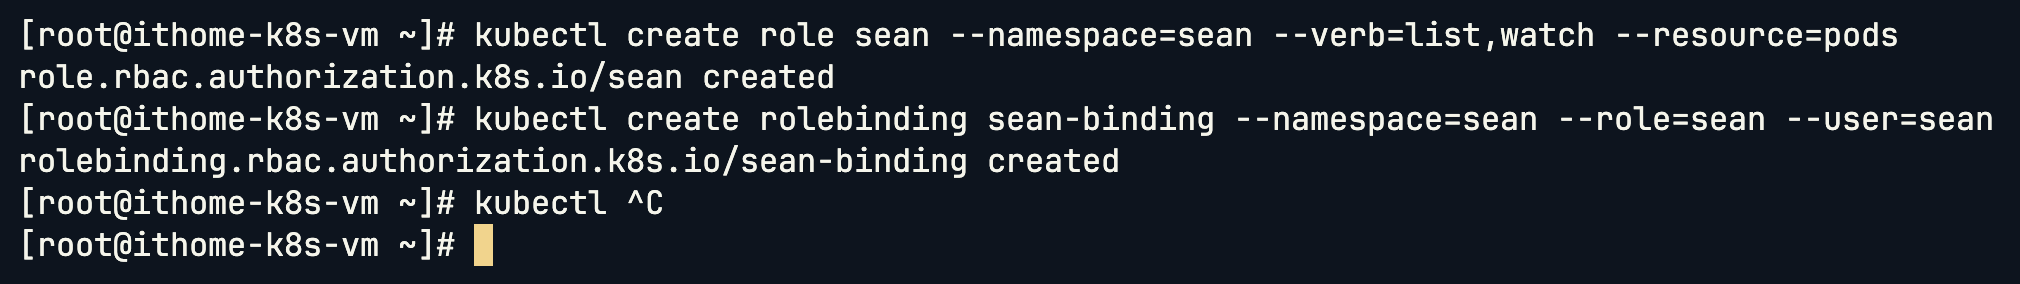 [root@ithome-k8s-vm ~]# kubectl create role sean --namespace=sean --verb=list,watch --resource=pods
role.rbac.authorization.k8s.io/sean created
[root@ithome-k8s-vm ~]# kubectl create rolebinding sean-binding --namespace=sean --role=sean --user=sean
rolebinding.rbac.authorization.k8s.io/sean-binding created
[root@ithome-k8s-vm ~]# kubectl ^C
[root@ithome-k8s-vm ~]#